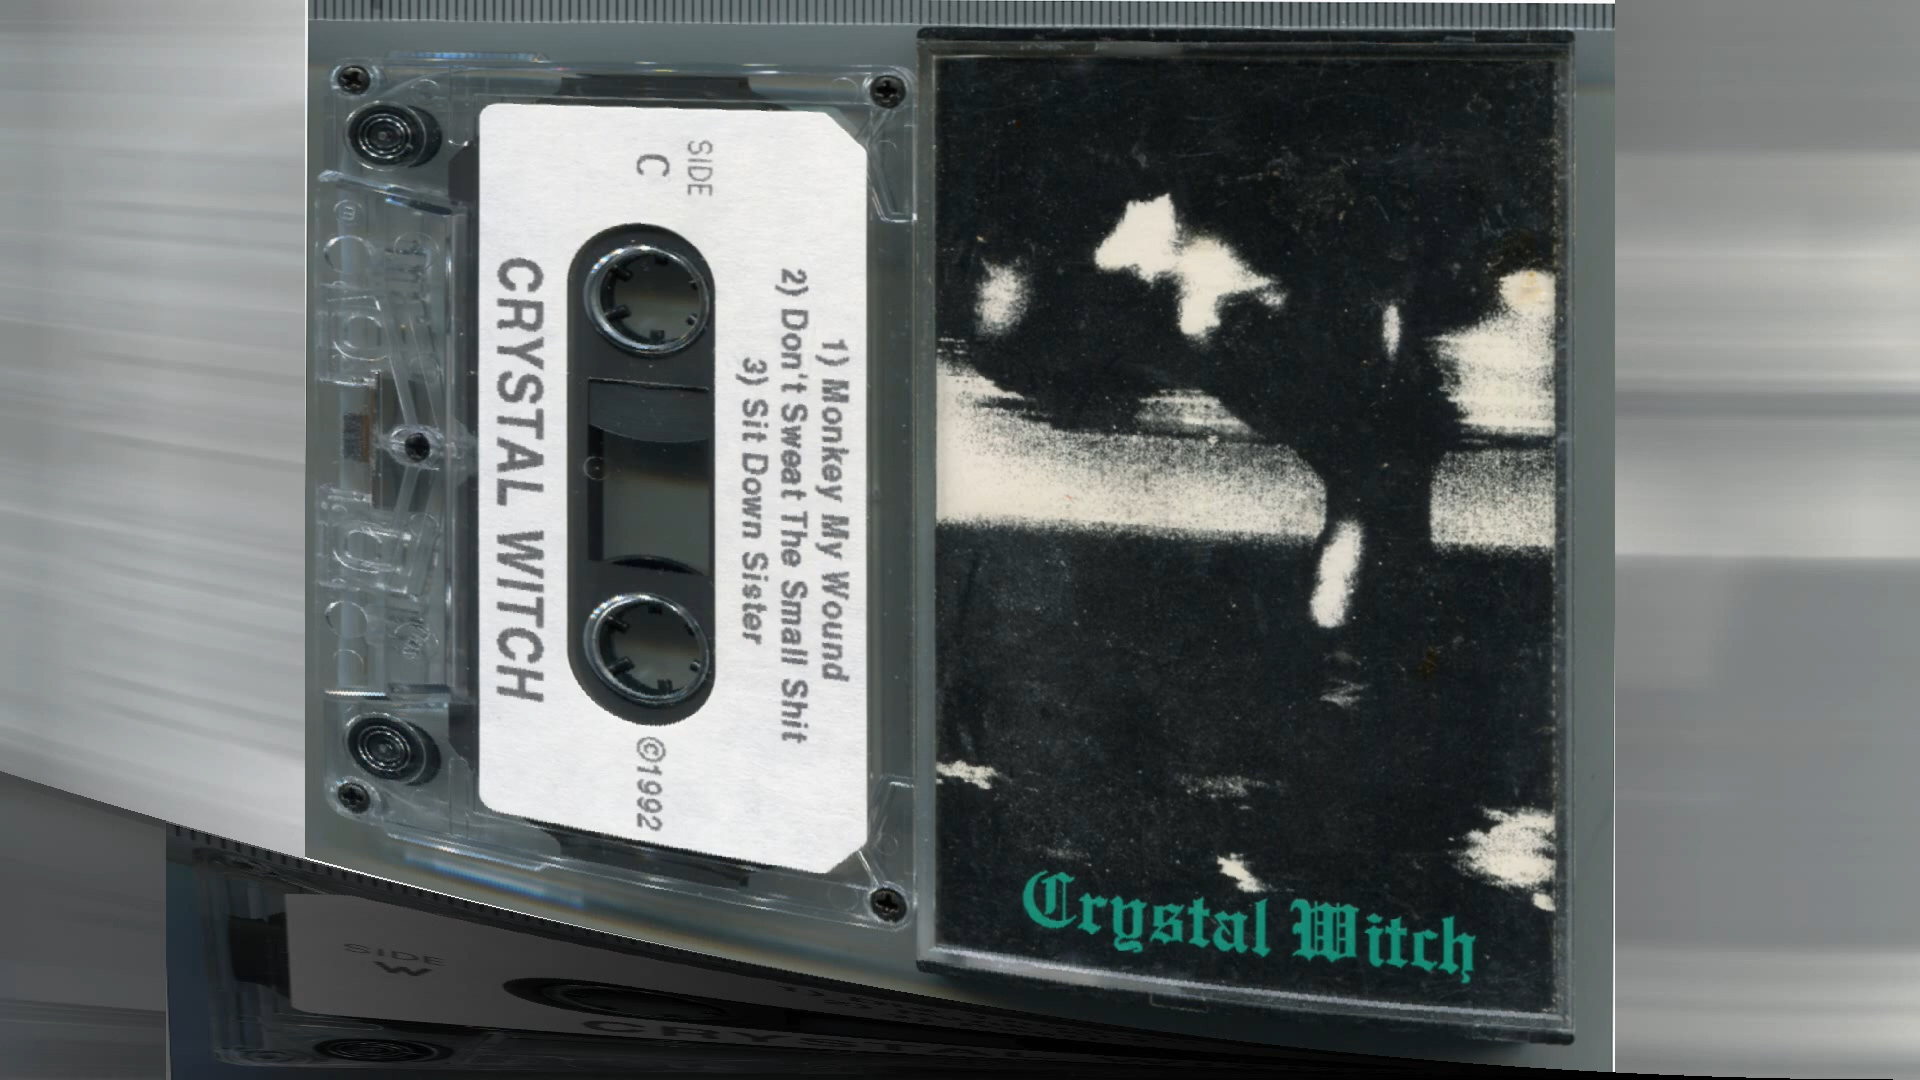 SIDE
C
1) Monkey My Wound
2) Don't Sweat The Small Shit
3) Sit Down Sister
©1992
CRYSTAL WITCH
Crystal Witch
SIDE
W